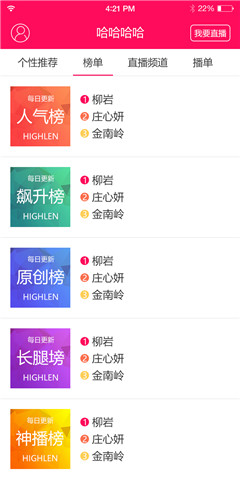 4:21 PM
22%
哈哈哈哈
我要直播
个性推荐 榜单 直播频道 播单
每日更新
人气榜
HIGHLEN
1 柳岩
2 庄心妍
3 金南岭
每日更新
飙升榜
HIGHLEN
1 柳岩
2 庄心妍
3 金南岭
每日更新
原创榜
HIGHLEN
1 柳岩
2 庄心妍
3 金南岭
每日更新
长腿塝
HIGHLEN
1 柳岩
2 庄心妍
3 金南岭
每日更新
神播榜
HIGHLEN
1 柳岩
2 庄心妍
3 金南岭